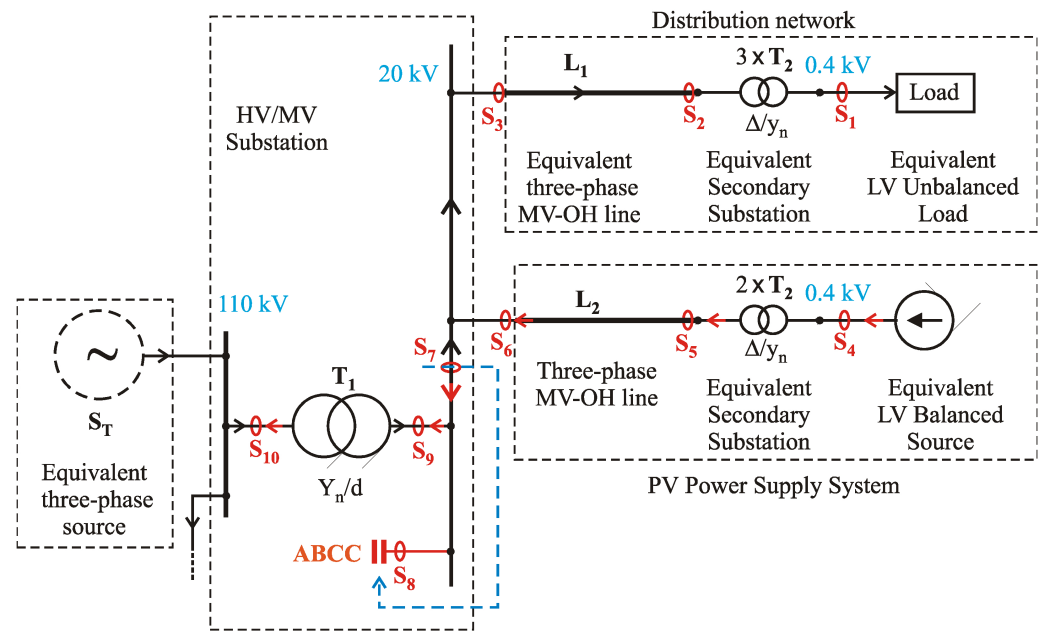 Distribution network
20 kV
L1
3 x T2
0.4 kV
Load
S3
S2
Δ/yn
S1
HV/MV
Substation
Equivalent
three-phase
MV-OH line
Equivalent
Secondary
Substation
Equivalent
LV Unbalanced
Load
110 kV
L2
2 x T2
0.4 kV
S7
S6
S5
Δ/yn
S4
~
ST
T1
Three-phase
MV-OH line
Equivalent
Secondary
Substation
Equivalent
LV Balanced
Source
S10
S9
Yn/d
Equivalent
three-phase
source
PV Power Supply System
ABCC
S8